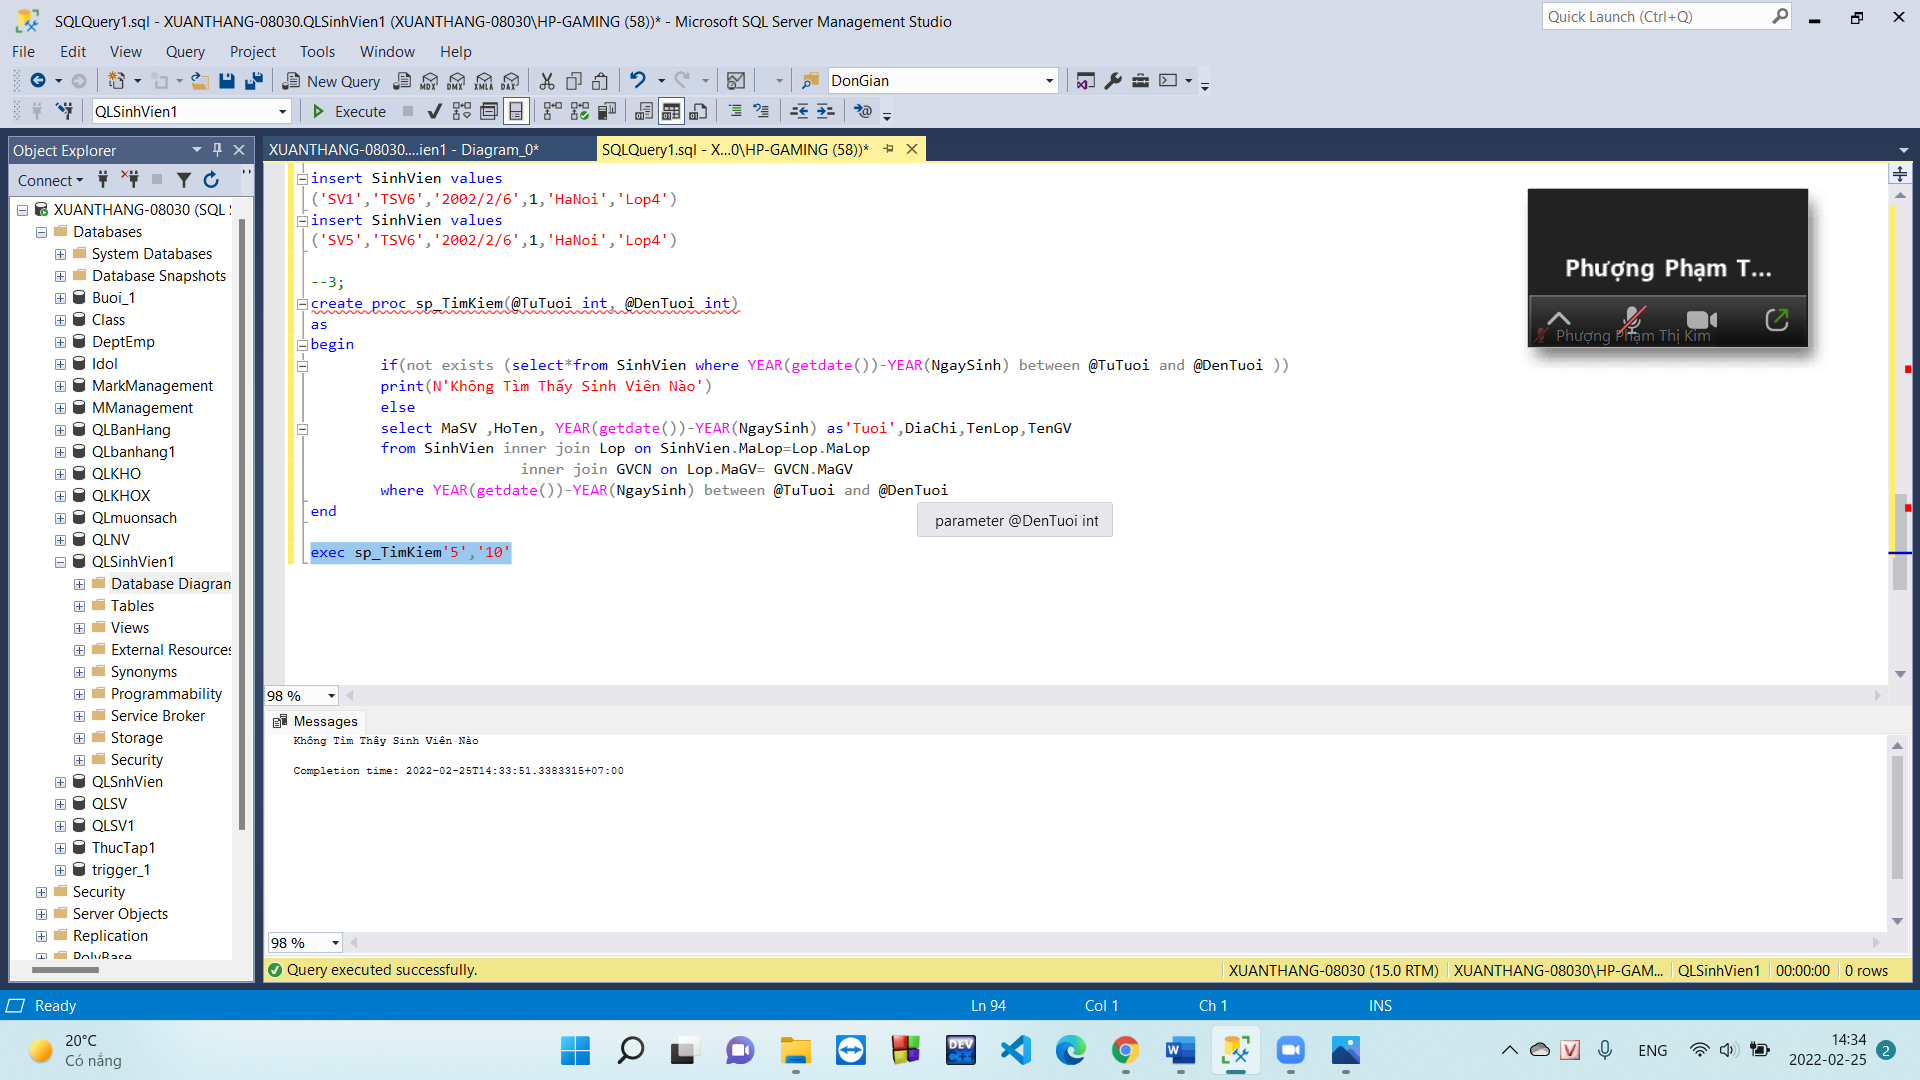 SQLQuery1.sql - XUANTHANG-08030.QLSinhVien1 (XUANTHANG-08030\HP-GAMING (58))* - Microsoft SQL Server Management Studio
Quick Launch (Ctrl+Q)
File Edit View Query Project Tools Window Help
New Query
MDX DMX XMLA DAX
DonGian
QLSinhVien1
Execute
Object Explorer
Connect
XUANTHANG-08030 (SQL S
Databases
System Databases
Database Snapshots
Buoi_1
Class
DeptEmp
Idol
MarkManagement
MManagement
QLBanHang
QLbanhang1
QLKHO
QLKHOX
QLmuonsach
QLNV
QLSinhVien1
Database Diagram
Tables
Views
External Resources
Synonyms
Programmability
Service Broker
Storage
Security
QLSnhVien
QLSV
QLSV1
ThucTap1
trigger_1
Security
Server Objects
Replication
PolyBase
XUANTHANG-08030....ien1 - Diagram_0*
SQLQuery1.sql - X...0\HP-GAMING (58))*
insert SinhVien values
('SV1','TSV6','2002/2/6',1,'HaNoi','Lop4')
insert SinhVien values
('SV5','TSV6','2002/2/6',1,'HaNoi','Lop4')
--3;
create proc sp_TimKiem(@TuTuoi int, @DenTuoi int)
as
begin
if(not exists (select*from SinhVien where YEAR(getdate())-YEAR(NgaySinh) between @TuTuoi and @DenTuoi ))
print(N'Không Tìm Thấy Sinh Viên Nào')
else
select MaSV ,HoTen, YEAR(getdate())-YEAR(NgaySinh) as'Tuoi',DiaChi,TenLop,TenGV
from SinhVien inner join Lop on SinhVien.MaLop=Lop.MaLop
inner join GVCN on Lop.MaGV= GVCN.MaGV
where YEAR(getdate())-YEAR(NgaySinh) between @TuTuoi and @DenTuoi
end
parameter @DenTuoi int
exec sp_TimKiem'5','10'
Phượng Phạm T...
Phượng Phạm Thị Kim
98 %
Messages
Không Tìm Thấy Sinh Viên Nào
Completion time: 2022-02-25T14:33:51.3383315+07:00
98 %
Query executed successfully.
XUANTHANG-08030 (15.0 RTM) XUANTHANG-08030\HP-GAM... QLSinhVien1 00:00:00 0 rows
Ready
Ln 94 Col 1 Ch 1 INS
20°C
Có nắng
DEV
ENG
14:34
2022-02-25
2